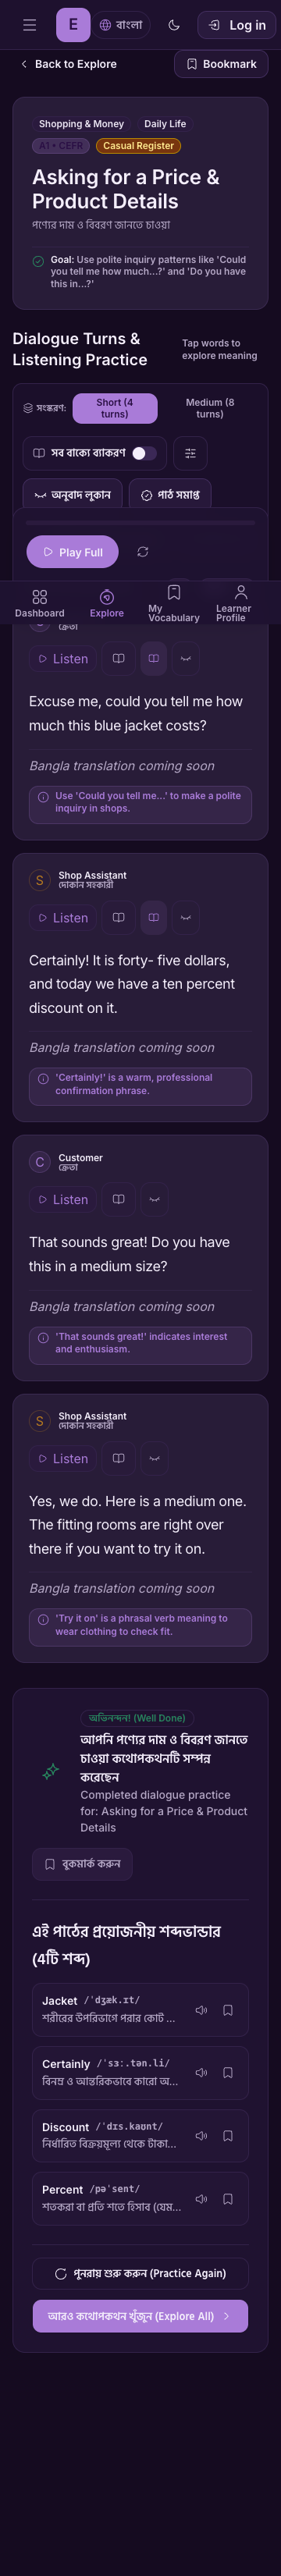 E
বাংলা
Log in
Back to Explore
Bookmark
Shopping & Money
Daily Life
A1 • CEFR
Casual Register
Asking for a Price &
Product Details
পণ্যের দাম ও বিবরণ জানতে চাওয়া
Goal: Use polite inquiry patterns like 'Could
you tell me how much...?' and 'Do you have
this in...?'
Dialogue Turns &
Listening Practice
Tap words to
explore meaning
সংস্করণ:
Short (4
turns)
Medium (8
turns)
সব বাক্যে ব্যাকরণ
অনুবাদ লুকান
পাঠ সমাপ্ত
Play Full
Dashboard
Explore
My
Vocabulary
Learner
Profile
ক্রেতা
Listen
Excuse me, could you tell me how
much this blue jacket costs?
Bangla translation coming soon
Use 'Could you tell me...' to make a polite
inquiry in shops.
S
Shop Assistant
দোকান সহকারী
Listen
Certainly! It is forty- five dollars,
and today we have a ten percent
discount on it.
Bangla translation coming soon
'Certainly!' is a warm, professional
confirmation phrase.
C
Customer
ক্রেতা
Listen
That sounds great! Do you have
this in a medium size?
Bangla translation coming soon
'That sounds great!' indicates interest
and enthusiasm.
S
Shop Assistant
দোকান সহকারী
Listen
Yes, we do. Here is a medium one.
The fitting rooms are right over
there if you want to try it on.
Bangla translation coming soon
'Try it on' is a phrasal verb meaning to
wear clothing to check fit.
অভিনন্দন! (Well Done)
আপনি পণ্যের দাম ও বিবরণ জানতে
চাওয়া কথোপকথনটি সম্পন্ন
করেছেন
Completed dialogue practice
for: Asking for a Price & Product
Details
বুকমার্ক করুন
এই পাঠের প্রয়োজনীয় শব্দভান্ডার
(4টি শব্দ)
Jacket /ˈdʒæk.ɪt/
শরীরের উপরিভাগে পরার কোট ...
Certainly /ˈsɜː.tən.li/
বিনম্র ও আন্তরিকভাবে কারো অ...
Discount /ˈdɪs.kaʊnt/
নির্ধারিত বিক্রয়মূল্য থেকে টাকা...
Percent /pəˈsent/
শতকরা বা প্রতি শতে হিসাব (যেম...
পুনরায় শুরু করুন (Practice Again)
আরও কথোপকথন খুঁজুন (Explore All)